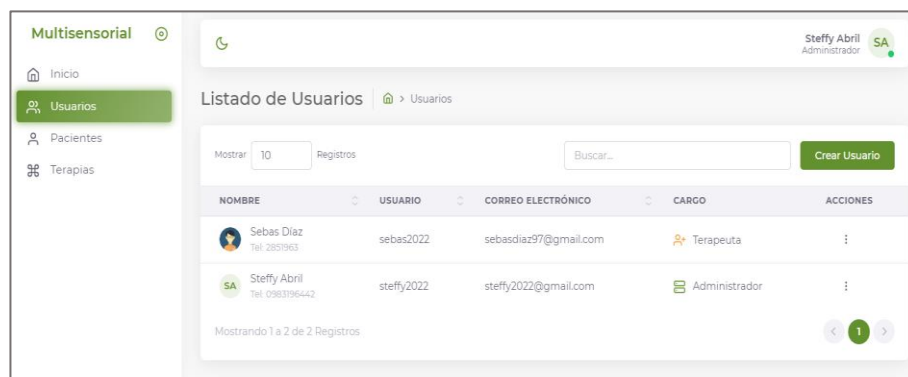 Multisensorial
Inicio
Usuarios
Pacientes
Terapias
Steffy Abril
Administrador
SA
Listado de Usuarios
> Usuarios
Mostrar 10 Registros
Buscar...
Crear Usuario
NOMBRE USUARIO CORREO ELECTRÓNICO CARGO ACCIONES
Sebas Díaz
Tel: 2851963
sebas2022 sebasdiaz97@gmail.com Terapeuta
SA
Steffy Abril
Tel: 0983196442
steffy2022 steffy2022@gmail.com Administrador
Mostrando 1 a 2 de 2 Registros
< 1 >